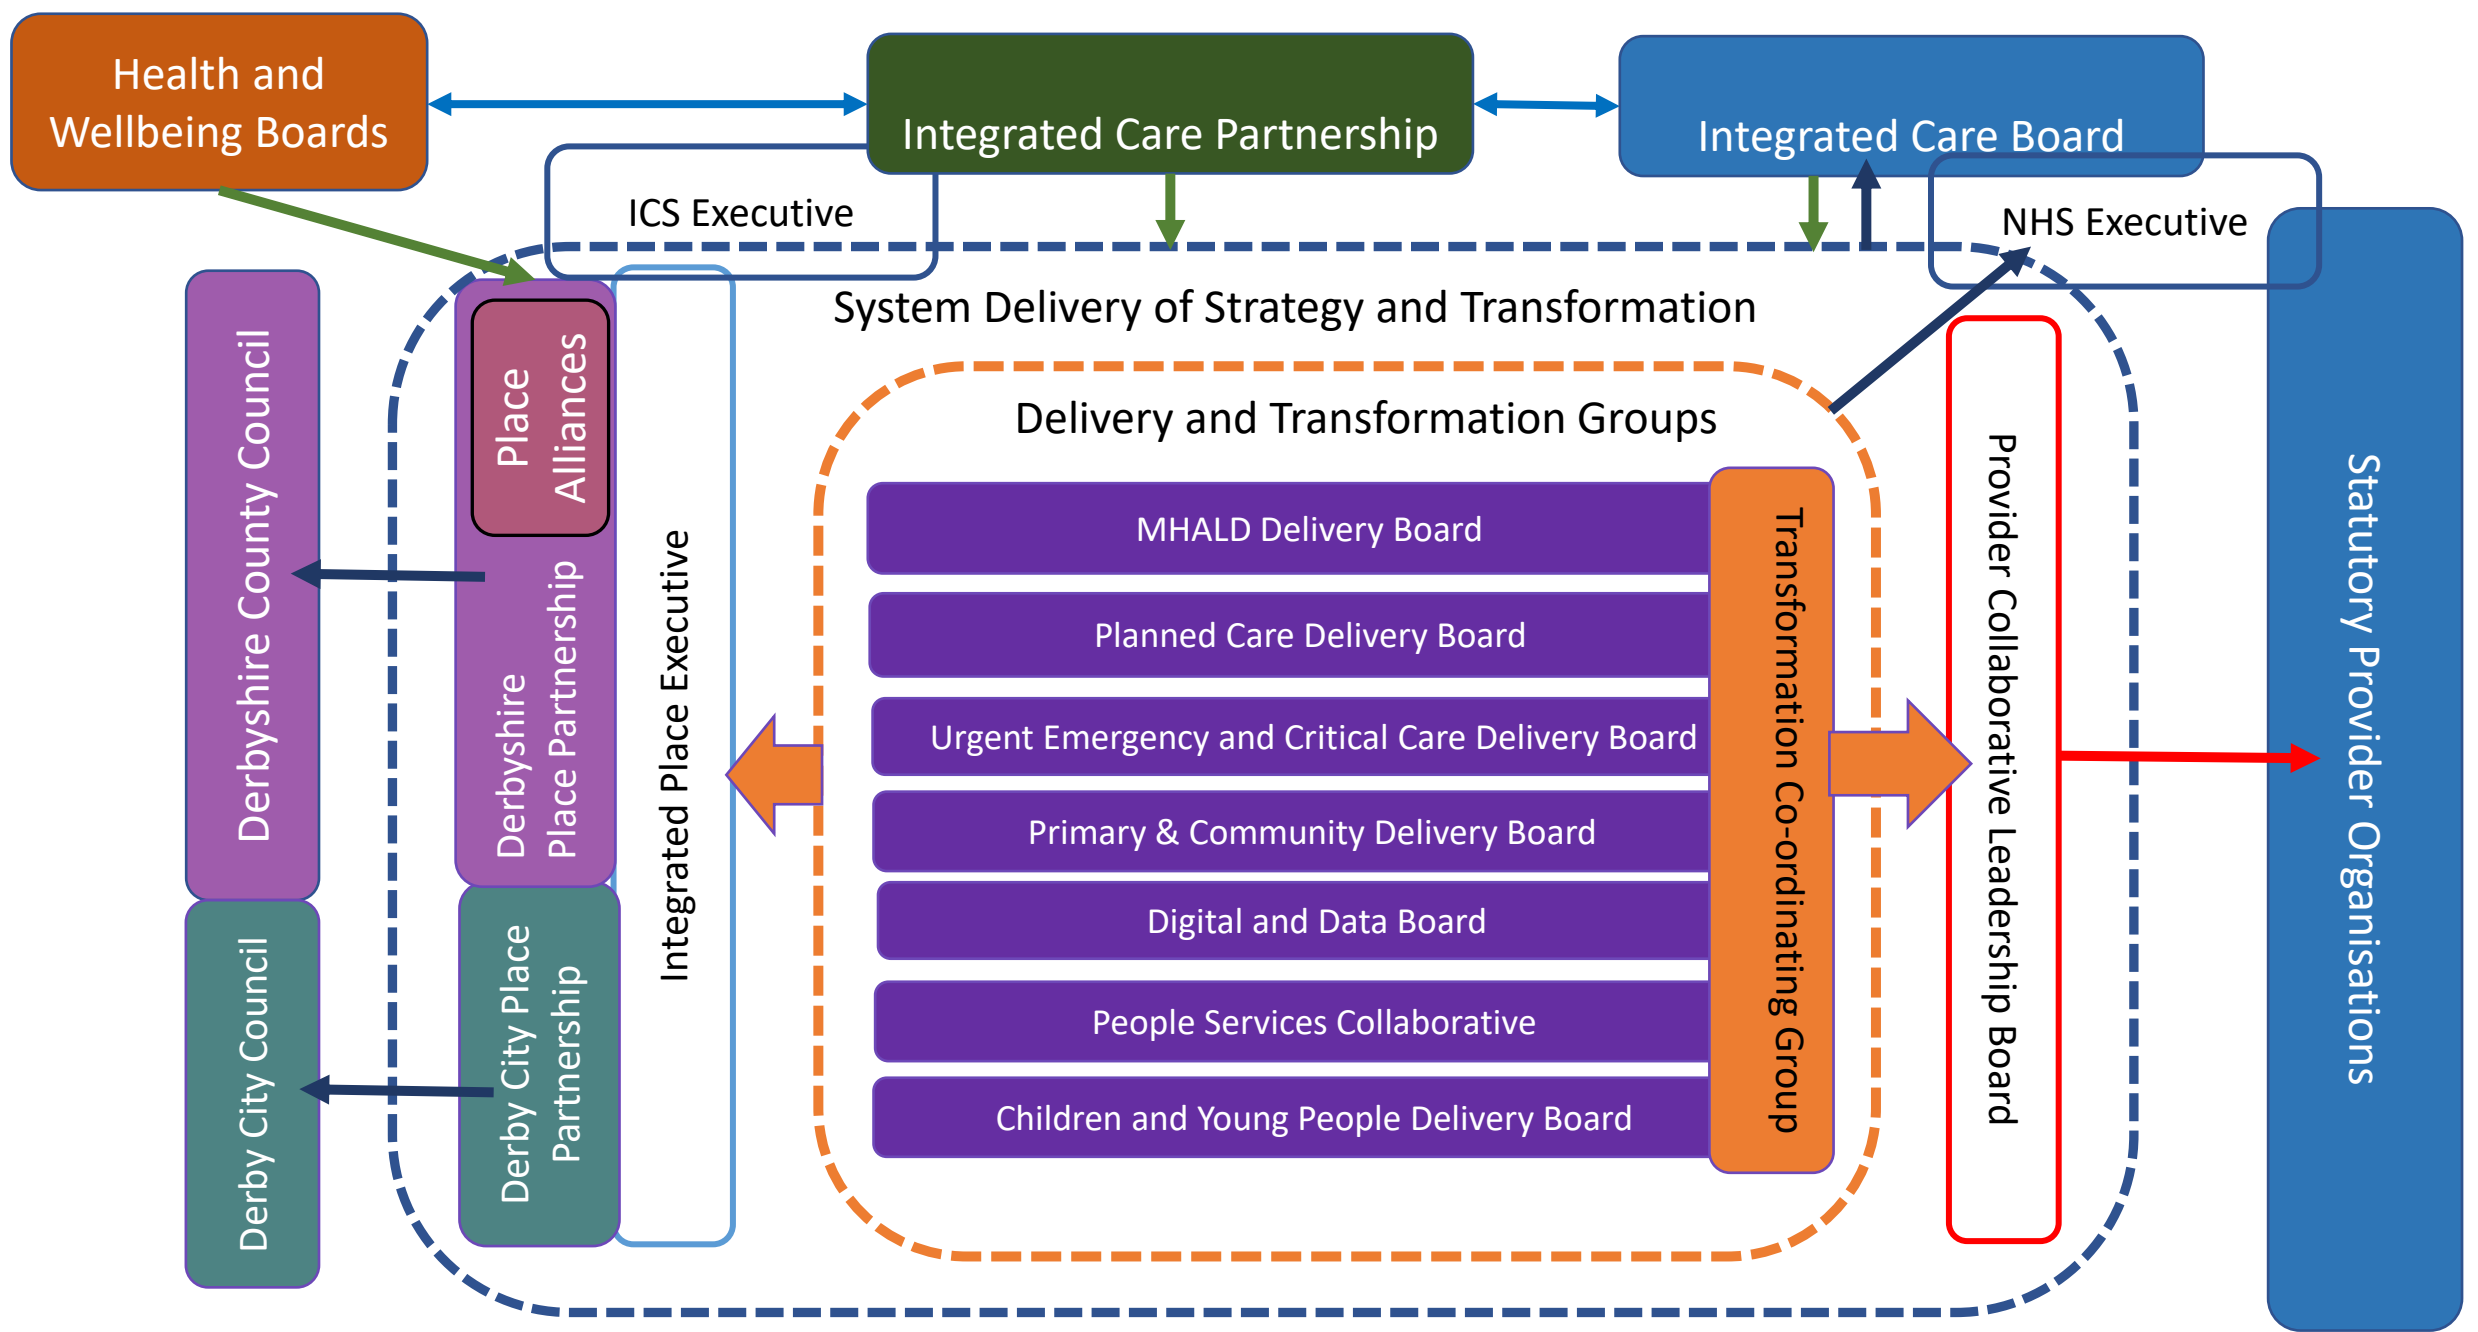 Health and
Wellbeing Boards
Integrated Care Partnership
Integrated Care Board
ICS Executive
NHS Executive
System Delivery of Strategy and Transformation
Derbyshire County Council
Derby City Council
Place
Alliances
Derbyshire
Place Partnership
Derby City Place
Partnership
Integrated Place Executive
Delivery and Transformation Groups
MHALD Delivery Board
Planned Care Delivery Board
Urgent Emergency and Critical Care Delivery Board
Primary & Community Delivery Board
Digital and Data Board
People Services Collaborative
Children and Young People Delivery Board
Transformation Co-ordinating Group
Provider Collaborative Leadership Board
Statutory Provider Organisations